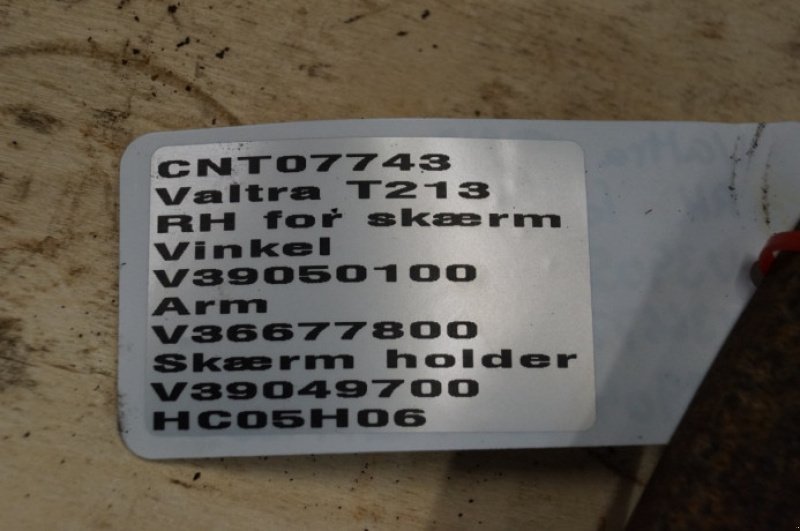 CNT07743
Valtra T213
RH for skærm
Vinkel
V39050100
Arm
V36677800
Skærm holder
V39049700
HC05H06